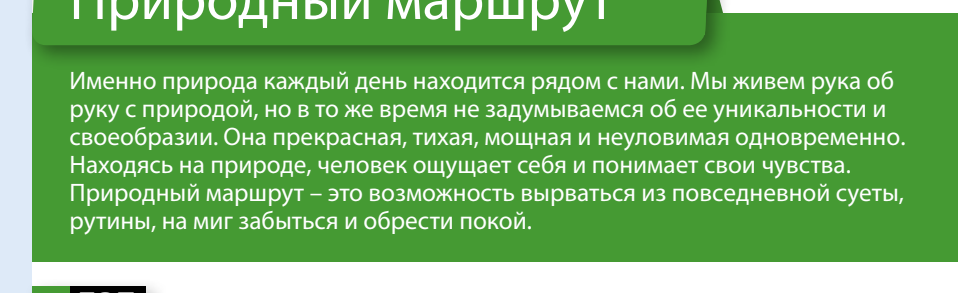 Природный маршрут
Именно природа каждый день находится рядом с нами. Мы живем рука об
руку с природой, но в то же время не задумываемся об ее уникальности и
своеобразии. Она прекрасная, тихая, мощная и неуловимая одновременно.
Находясь на природе, человек ощущает себя и понимает свои чувства.
Природный маршрут – это возможность вырваться из повседневной суеты,
рутины, на миг забыться и обрести покой.